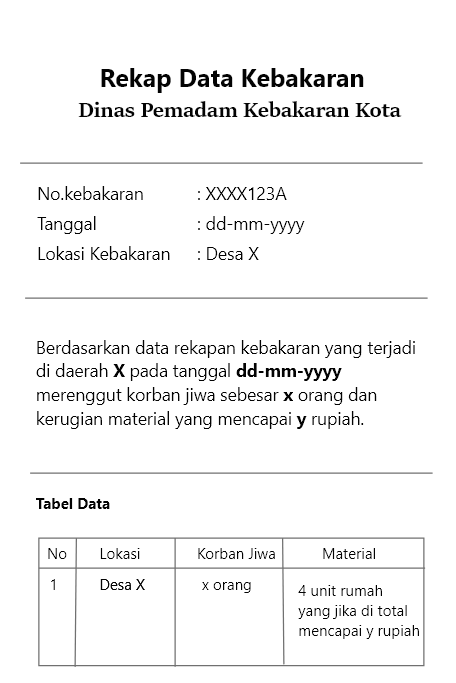 Rekap Data Kebakaran
Dinas Pemadam Kebakaran Kota
No.kebakaran : XXXX123A
Tanggal : dd-mm-yyyy
Lokasi Kebakaran : Desa X
Berdasarkan data rekapan kebakaran yang terjadi
di daerah X pada tanggal dd-mm-yyyy
merenggut korban jiwa sebesar x orang dan
kerugian material yang mencapai y rupiah.
Tabel Data
No Lokasi Korban Jiwa Material
1 Desa X x orang 4 unit rumah
yang jika di total
mencapai y rupiah